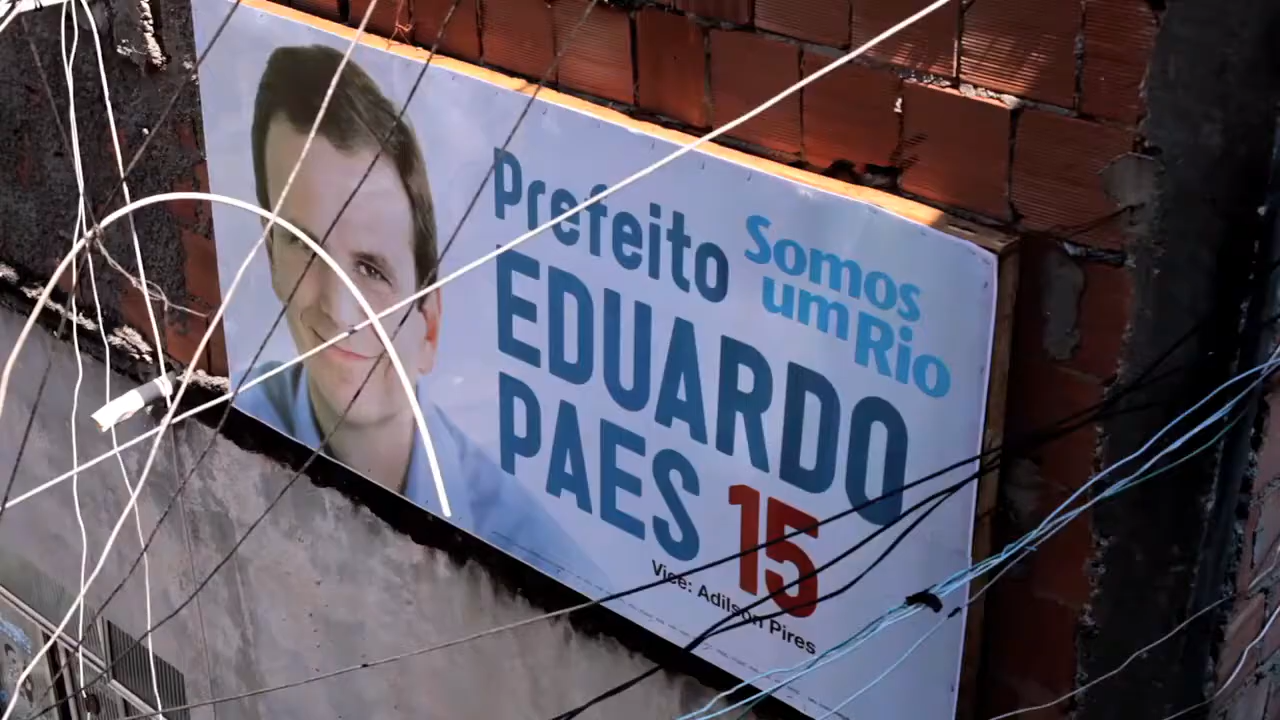 Prefeito
EDUARDO
PAES 15
Somos
um Rio
Vice: Adilson Pires